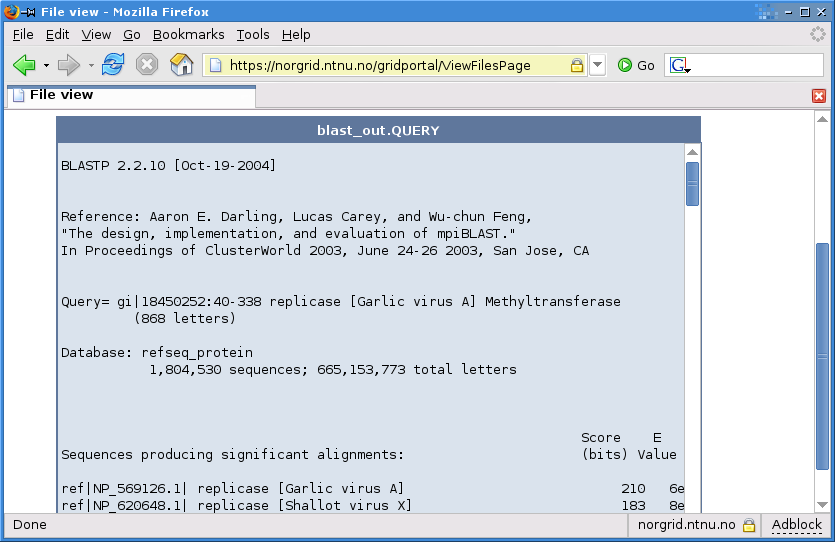 File view - Mozilla Firefox
File Edit View Go Bookmarks Tools Help
https://norgrid.ntnu.no/gridportal/ViewFilesPage Go G
File view
blast_out.QUERY
BLASTP 2.2.10 [Oct-19-2004]
Reference: Aaron E. Darling, Lucas Carey, and Wu-chun Feng,
"The design, implementation, and evaluation of mpiBLAST."
In Proceedings of ClusterWorld 2003, June 24-26 2003, San Jose, CA
Query= gi|18450252:40-338 replicase [Garlic virus A] Methyltransferase
(868 letters)
Database: refseq_protein
1,804,530 sequences; 665,153,773 total letters
Score E
Sequences producing significant alignments: (bits) Value
ref|NP_569126.1| replicase [Garlic virus A] 210 6e
ref|NP_620648.1| replicase [Shallot virus X] 183 8e
Done norgrid.ntnu.no Adblock